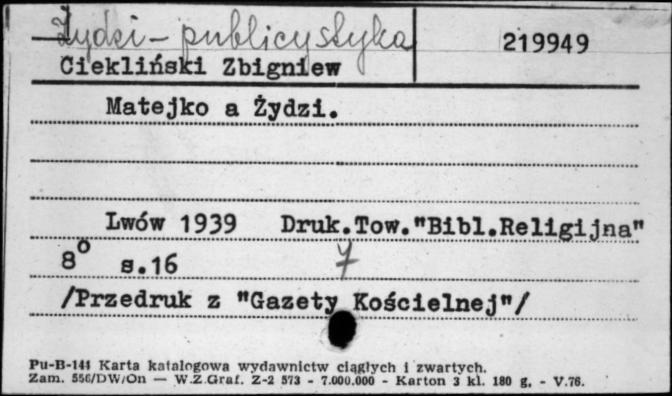 Żydzi - publicystyka
219949
Ciekliński Zbigniew
Matejko a Żydzi.
Lwów 1939 Druk.Tow."Bibl.Religijna"
8° s.16
7
/Przedruk z "Gazety Kościelnej"/
Pu-B-144 Karta katalogowa wydawnictw ciągłych i zwartych.
Zam. 556/DW/On — W.Z.Graf. Z-2 573 - 7.000.000 - Karton 3 kl. 180 g. - V.76.